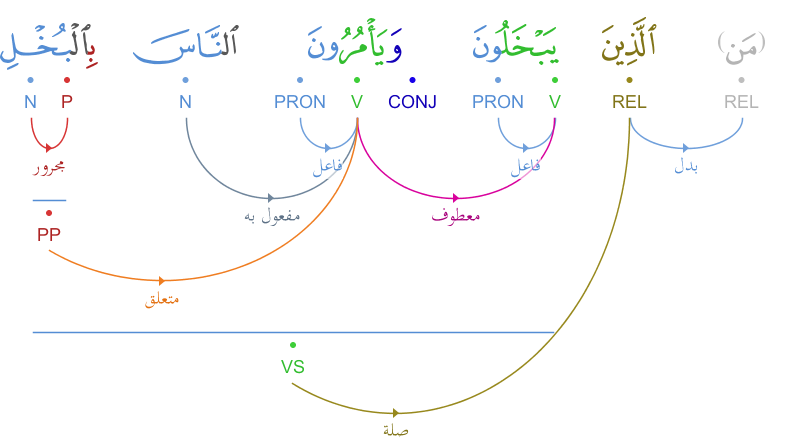 (مَن) ٱلَّذِينَ يَبْخَلُونَ وَيَأْمُرُونَ ٱلنَّاسَ بِٱلْبُخْلِ
REL REL V PRON CONJ V PRON N P N
بدل فاعل فاعل مجرور
معطوف مفعول به
PP
متعلق
VS
صلة